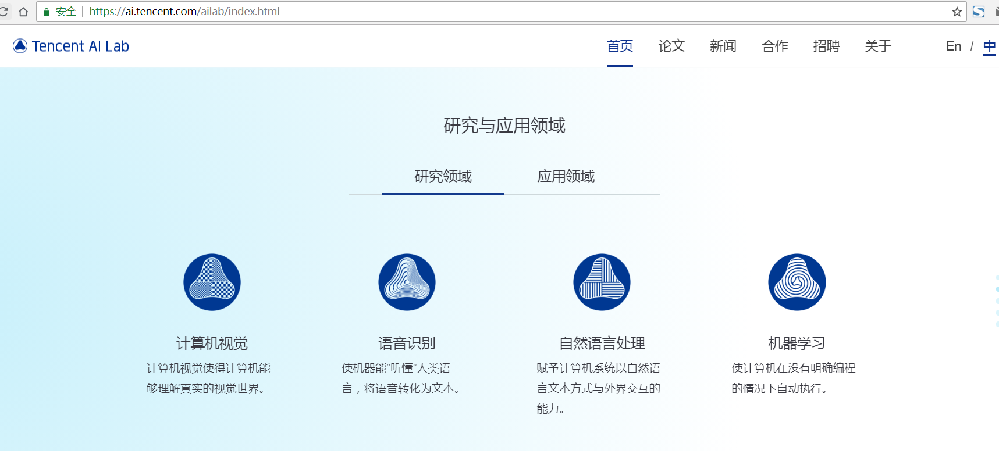 安全 https://ai.tencent.com/ailab/index.html
Tencent AI Lab
首页 论文 新闻 合作 招聘 关于 En / 中
研究与应用领域
研究领域 应用领域
计算机视觉
计算机视觉使得计算机能
够理解真实的视觉世界。
语音识别
使机器能“听懂”人类语
言，将语音转化为文本。
自然语言处理
赋予计算机系统以自然语
言文本方式与外界交互的
能力。
机器学习
使计算机在没有明确编程
的情况下自动执行。